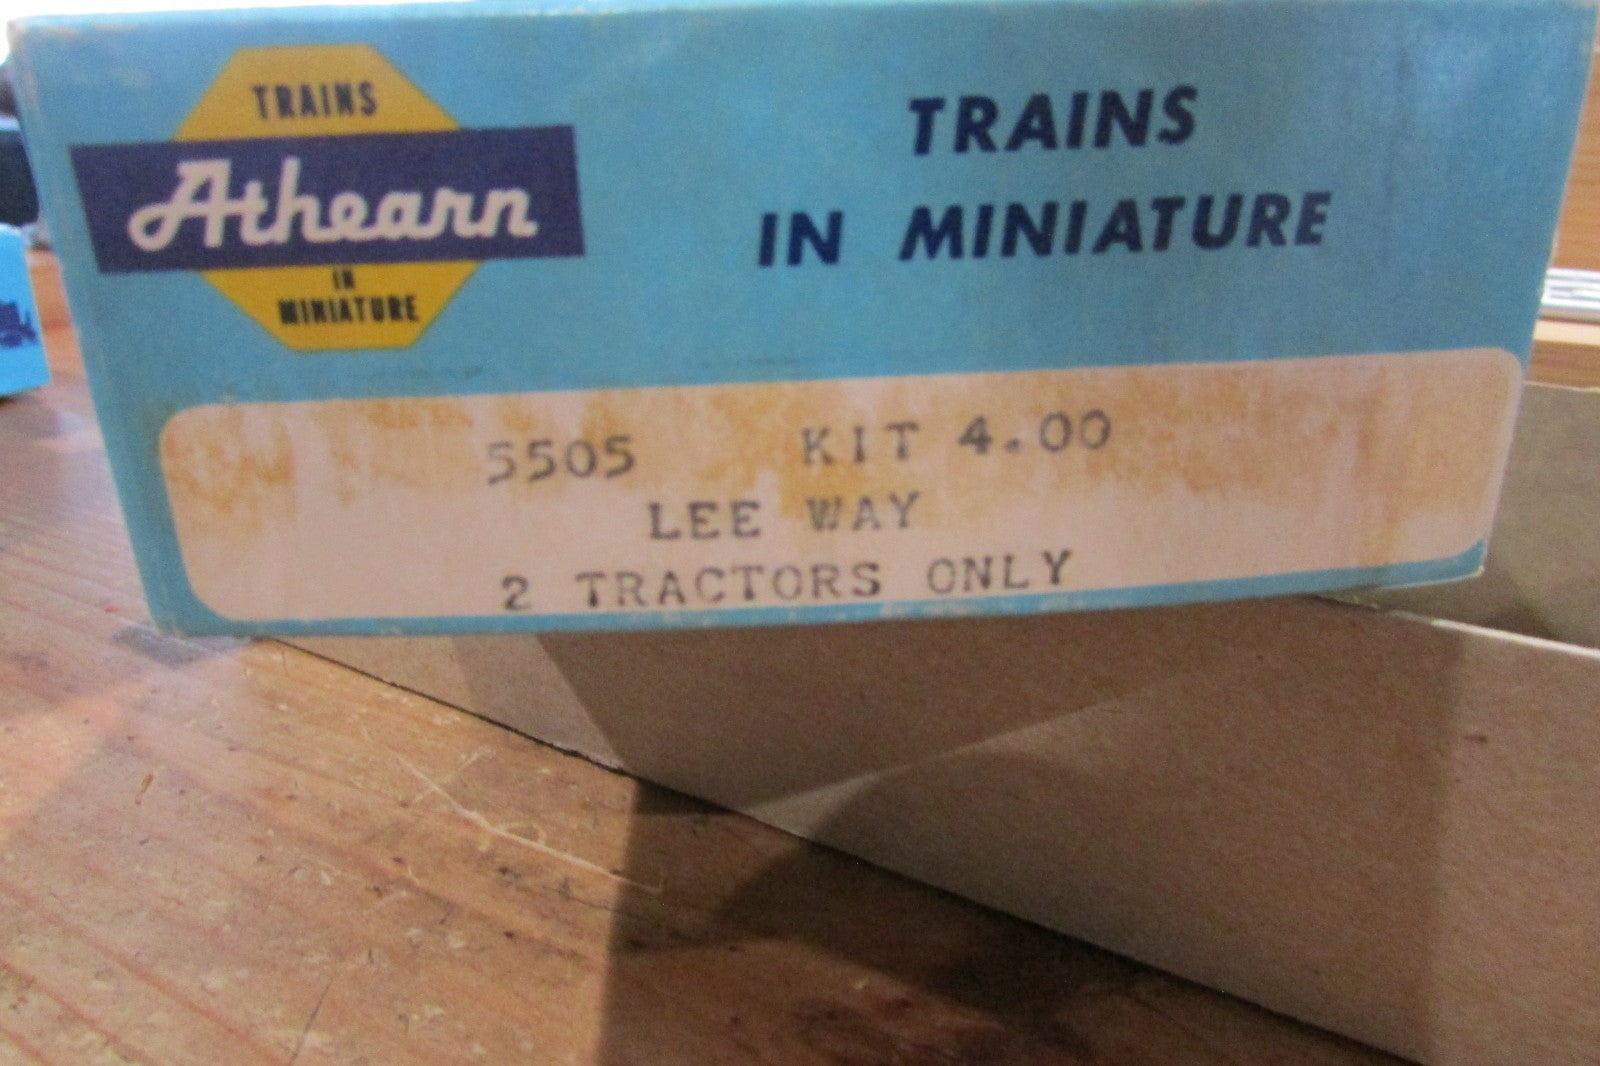 TRAINS
Athearn
IN
MINIATURE
TRAINS
IN MINIATURE
5505 KIT 4.00
LEE WAY
2 TRACTORS ONLY